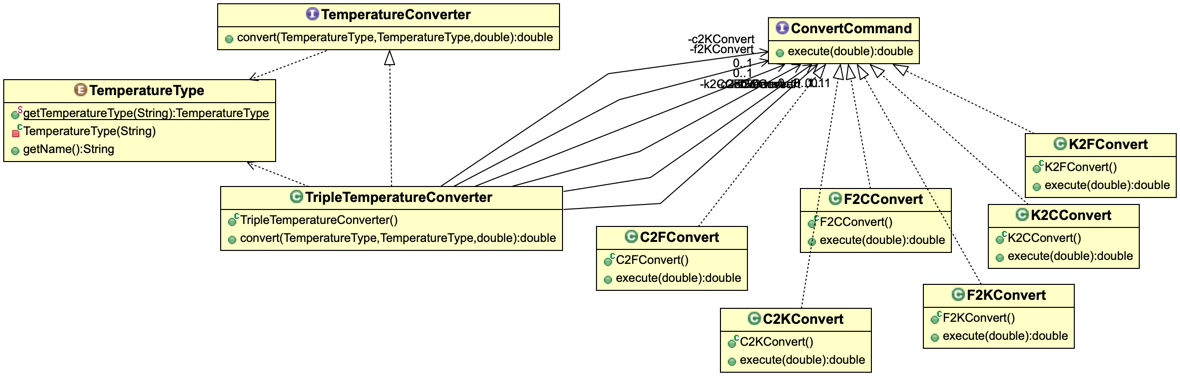 TemperatureConverter
convert(TemperatureType,TemperatureType,double):double
ConvertCommand
execute(double):double
-c2KConvert
-f2KConvert
0..1
0..1
TemperatureType
getTemperatureType(String):TemperatureType
TemperatureType(String)
getName():String
TripleTemperatureConverter
TripleTemperatureConverter()
convert(TemperatureType,TemperatureType,double):double
K2FConvert
K2FConvert()
execute(double):double
F2CConvert
F2CConvert()
execute(double):double
K2CConvert
K2CConvert()
execute(double):double
C2FConvert
C2FConvert()
execute(double):double
F2KConvert
F2KConvert()
execute(double):double
C2KConvert
C2KConvert()
execute(double):double